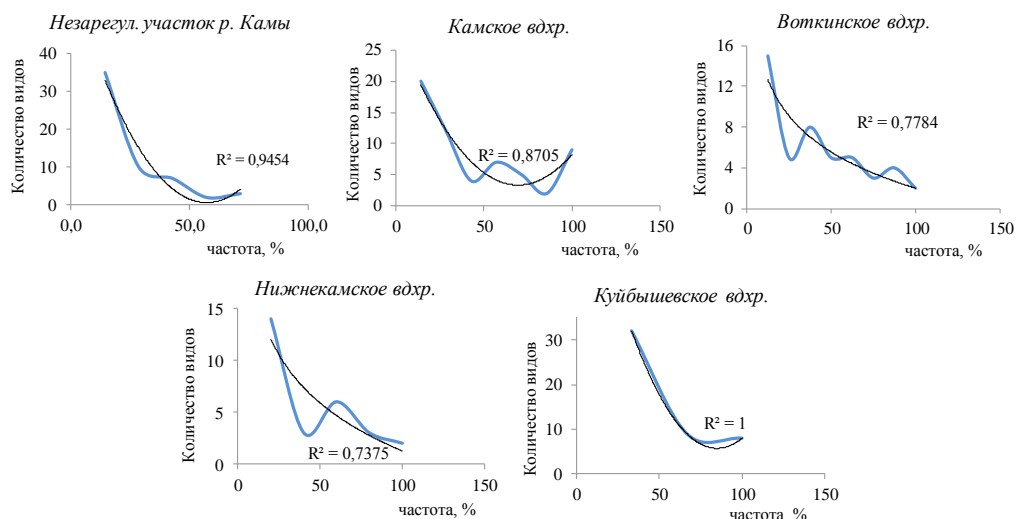 Незарегул. участок р. Камы
Количество видов
40
30
20
10
0
R² = 0,9454
0,0
50,0
100,0
частота, %
Камское вдхр.
Количество видов
25
20
15
10
5
0
R² = 0,8705
0
50
100
150
частота, %
Воткинское вдхр.
Количество видов
16
12
8
4
0
R² = 0,7784
0
50
100
150
частота, %
Нижнекамское вдхр.
Количество видов
15
10
5
0
R² = 0,7375
0
50
100
150
частота, %
Куйбышевское вдхр.
Количество видов
30
20
10
0
R² = 1
0
50
100
150
частота, %